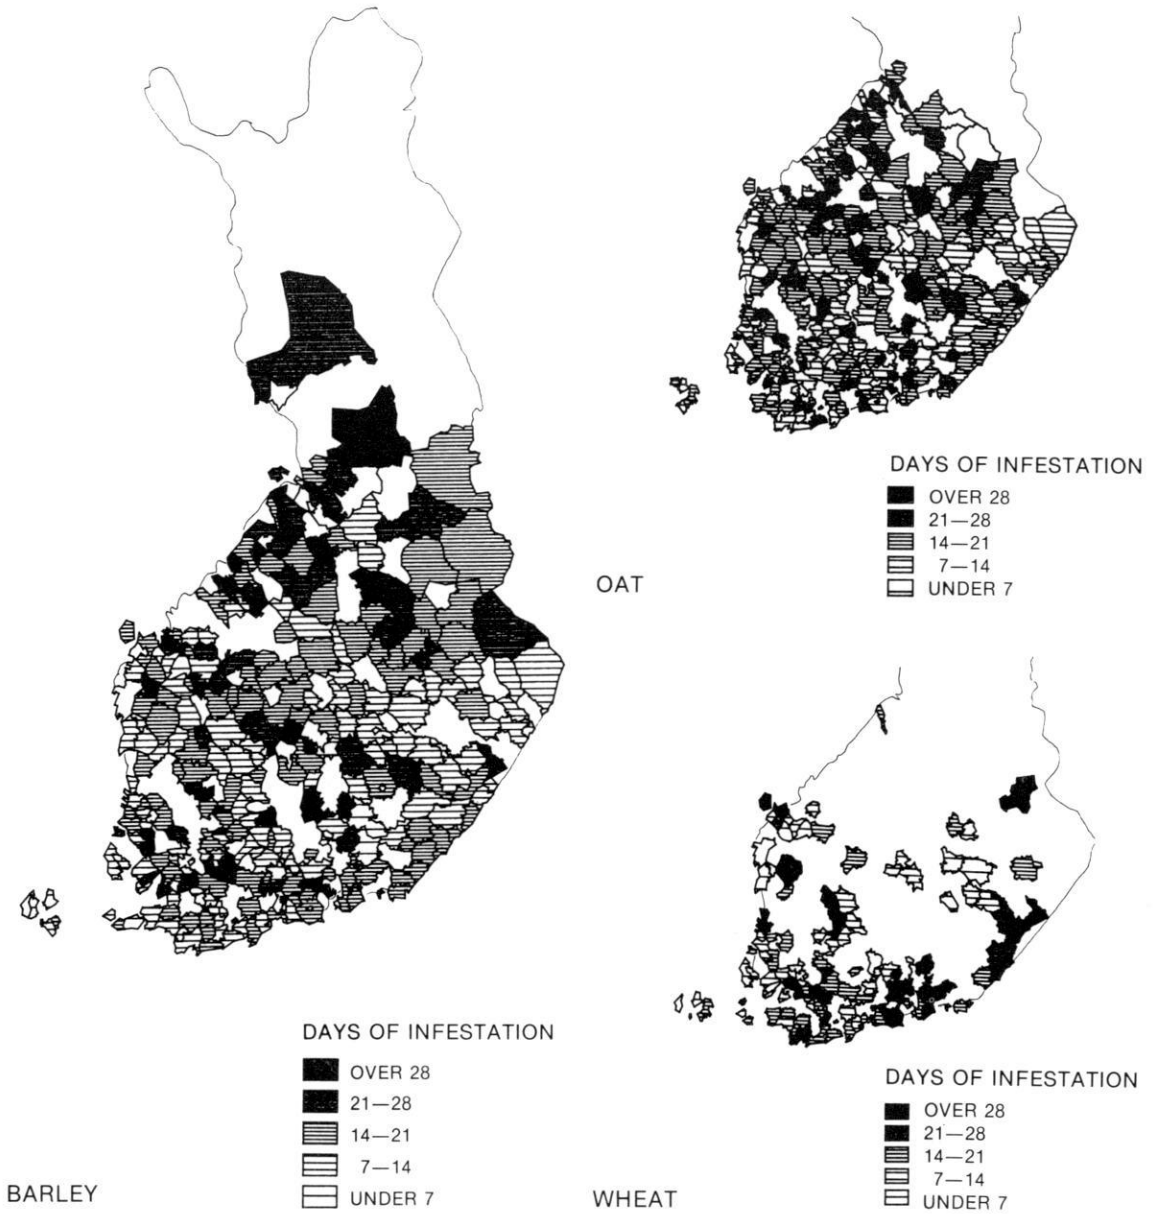 DAYS OF INFESTATION
OVER 28
21—28
14—21
7—14
UNDER 7
OAT
DAYS OF INFESTATION
OVER 28
21—28
14—21
7—14
UNDER 7
BARLEY
DAYS OF INFESTATION
OVER 28
21—28
14—21
7—14
UNDER 7
WHEAT